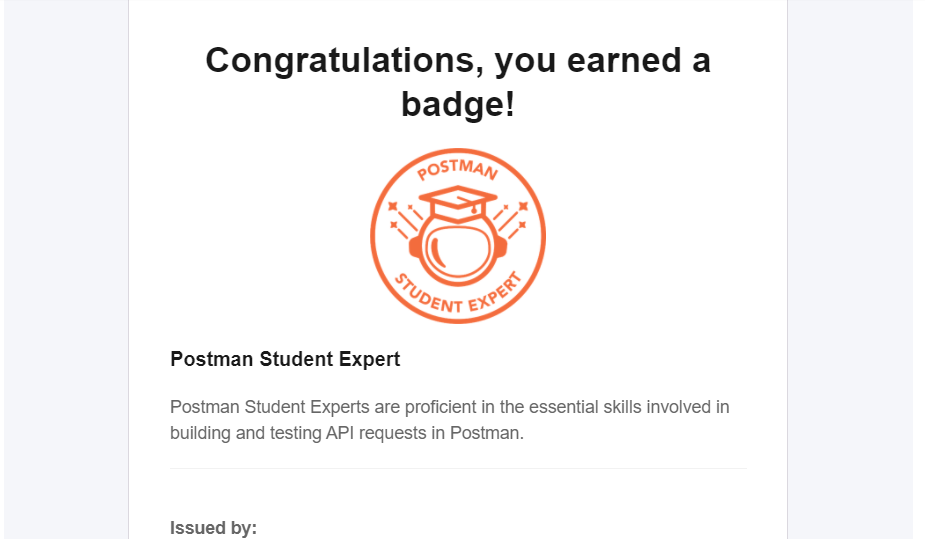 Congratulations, you earned a
badge!
POSTMAN
STUDENT EXPERT
Postman Student Expert
Postman Student Experts are proficient in the essential skills involved in
building and testing API requests in Postman.
Issued by: